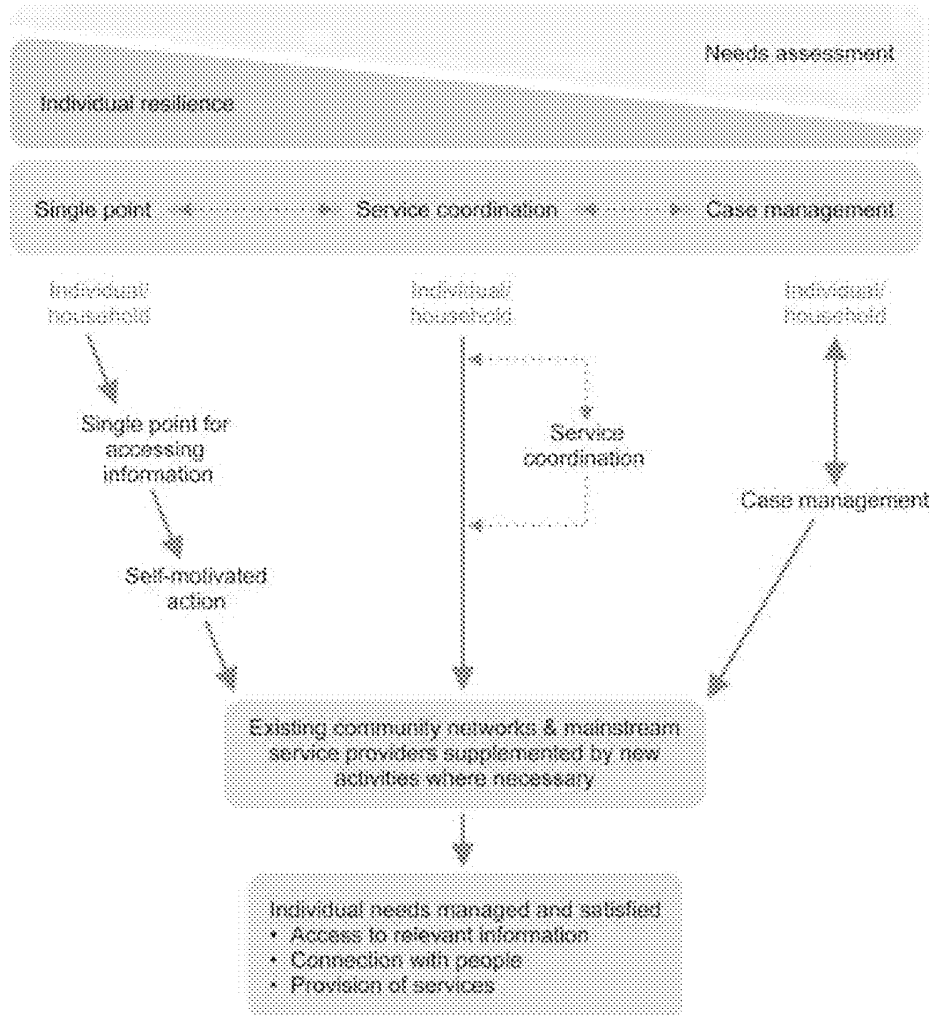 Needs assessment
Individual resilience
Single point
Service coordination
Case management
Individual/
household
Individual/
household
Individual/
household
Single point for
accessing
information
Service
coordination
Case management
Self-motivated
action
Existing community networks & mainstream
service providers supplemented by new
activities where necessary
Individual needs managed and satisfied
• Access to relevant information
• Connection with people
• Provision of services